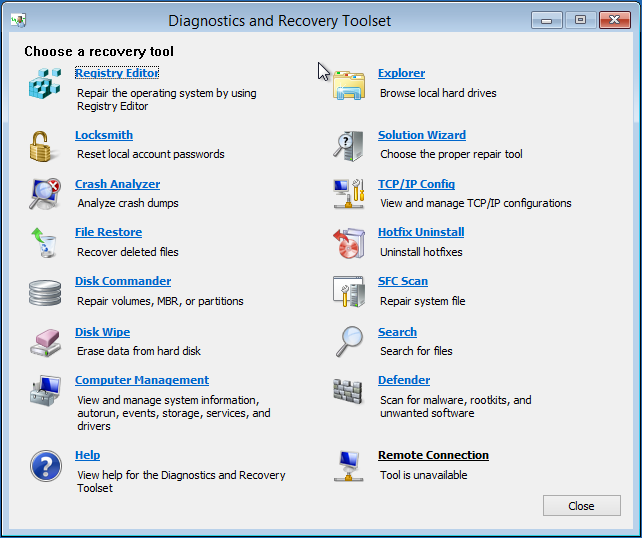 Diagnostics and Recovery Toolset
Choose a recovery tool
Registry Editor
Repair the operating system by using
Registry Editor
Explorer
Browse local hard drives
Locksmith
Reset local account passwords
Solution Wizard
Choose the proper repair tool
Crash Analyzer
Analyze crash dumps
TCP/IP Config
View and manage TCP/IP configurations
File Restore
Recover deleted files
Hotfix Uninstall
Uninstall hotfixes
Disk Commander
Repair volumes, MBR, or partitions
SFC Scan
Repair system file
Disk Wipe
Erase data from hard disk
Search
Search for files
Computer Management
View and manage system information,
autorun, events, storage, services, and
drivers
Defender
Scan for malware, rootkits, and
unwanted software
Help
View help for the Diagnostics and Recovery
Toolset
Remote Connection
Tool is unavailable
Close